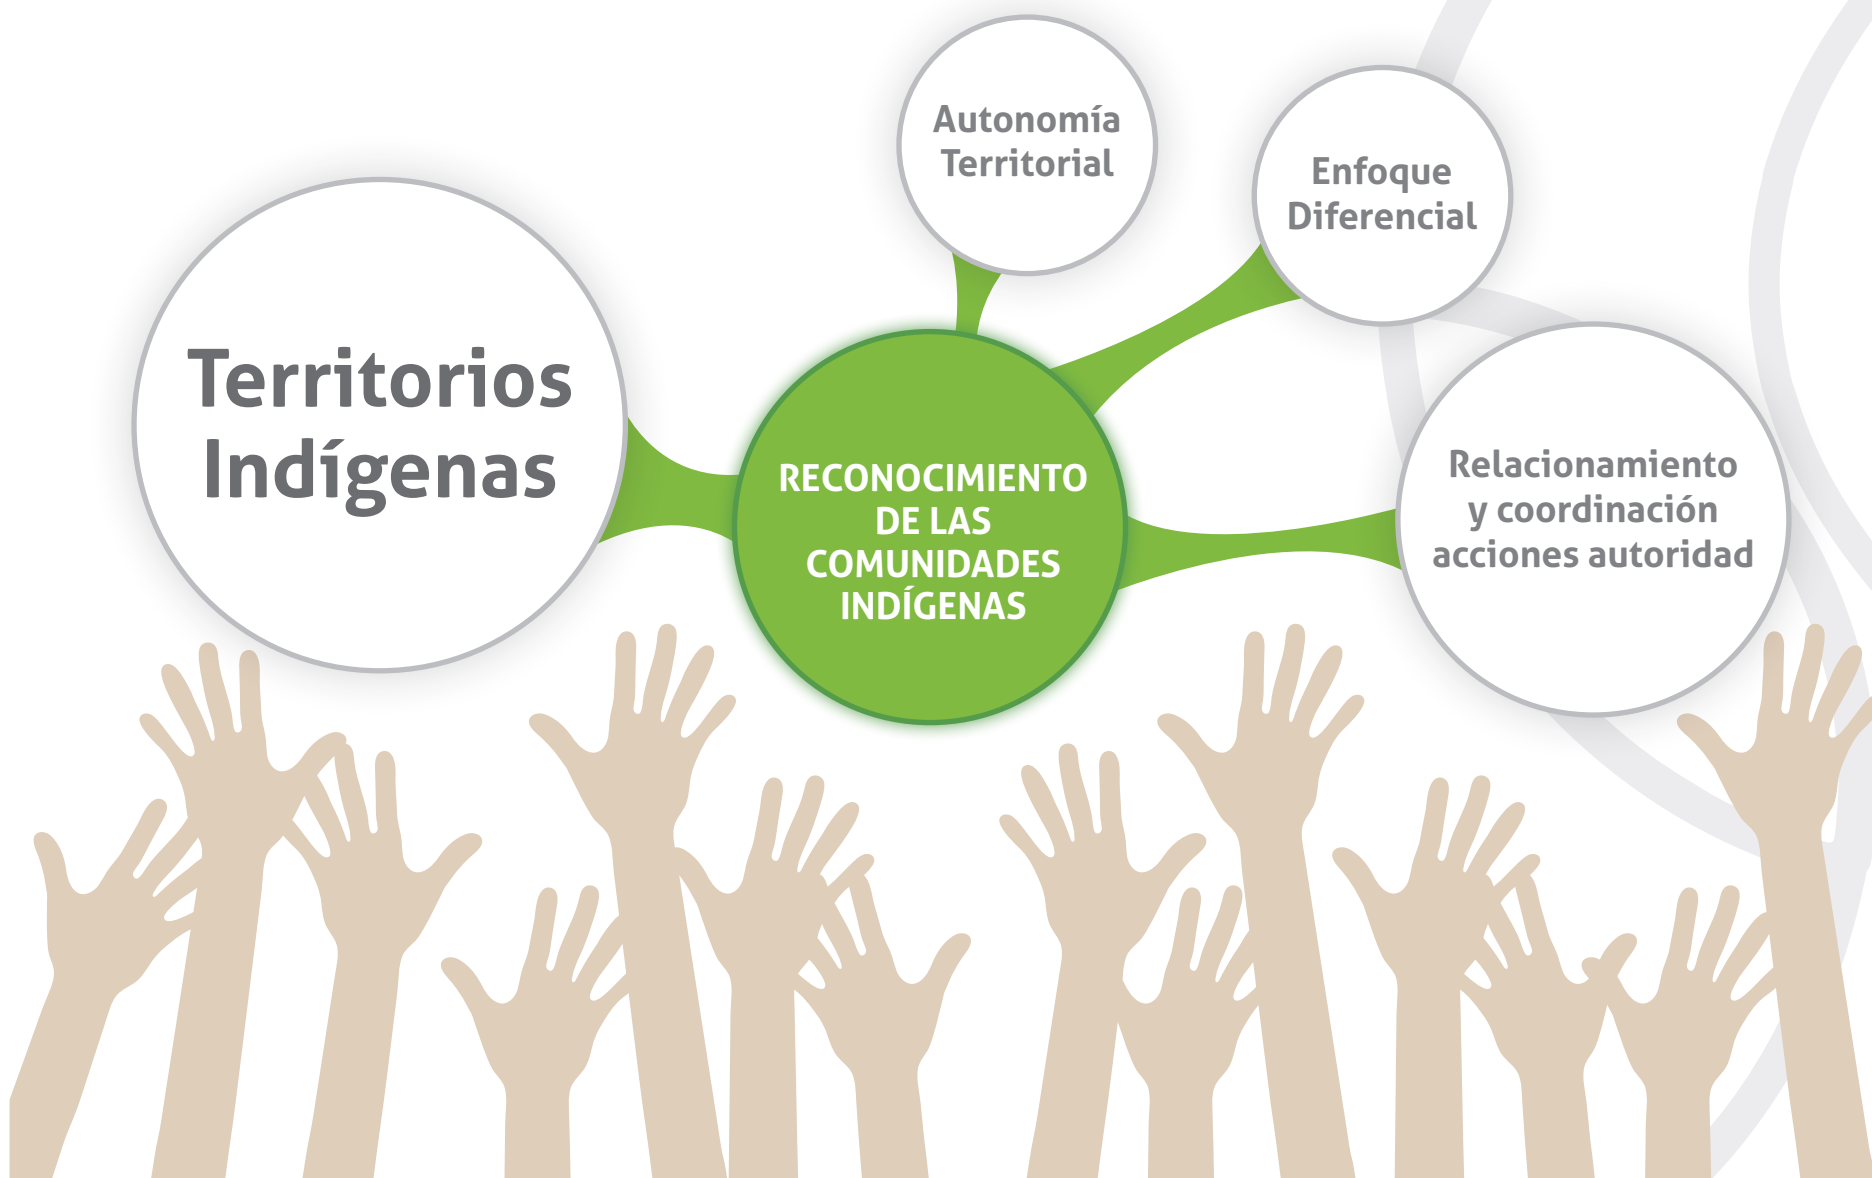 Territorios
Indígenas
RECONOCIMIENTO
DE LAS
COMUNIDADES
INDÍGENAS
Autonomía
Territorial
Enfoque
Diferencial
Relacionamiento
y coordinación
acciones autoridad